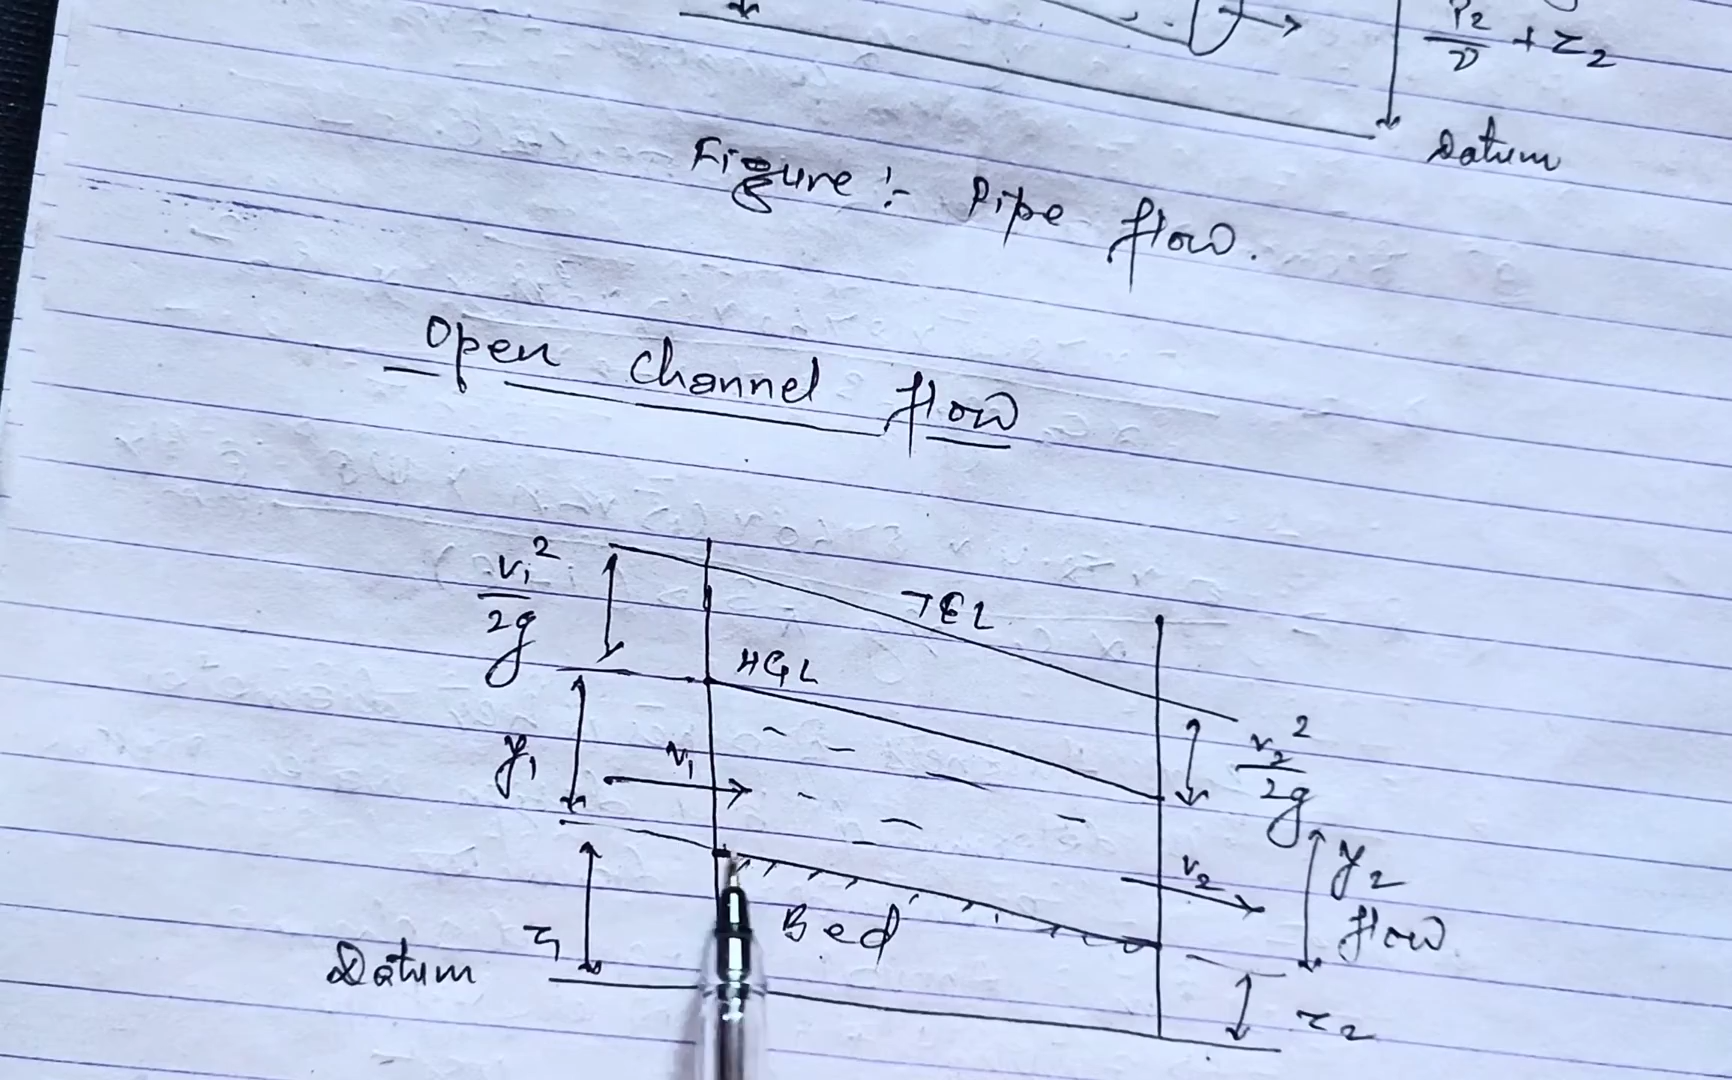 P2/γ + Z2
Datum
Figure:- Pipe flow.
Open channel flow
V1²/2g
TEL
HGL
V2²/2g
y1
V1
V2
y2
flow
Bed
Z1
Datum
Z2